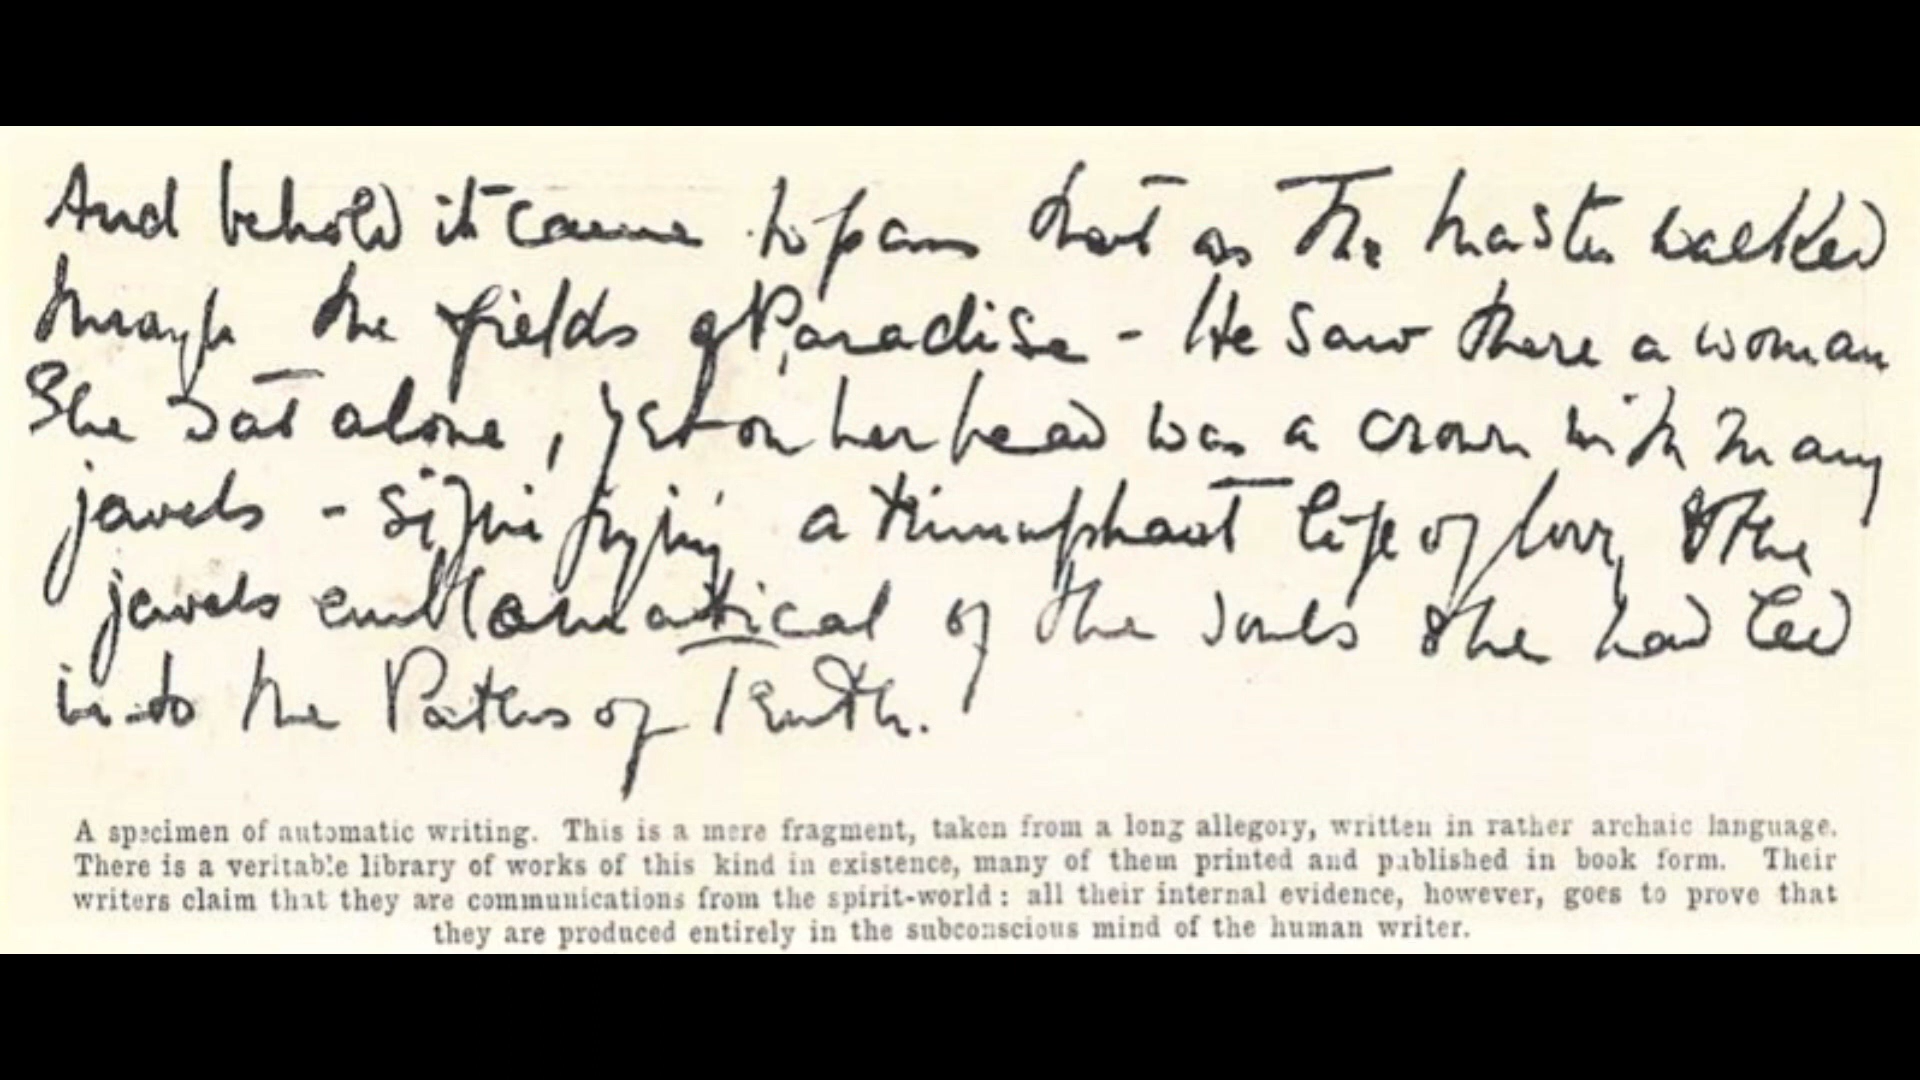 And behold it came to pass that as The Master walked
through the fields of Paradise - He saw there a woman
She sat alone, yet on her head was a crown with many
jewels - signifying a triumphant life of love, & the
jewels emblematical of the souls she had led
into the Paths of Truth.
A specimen of automatic writing. This is a mere fragment, taken from a long allegory, written in rather archaic language.
There is a veritable library of works of this kind in existence, many of them printed and published in book form. Their
writers claim that they are communications from the spirit-world: all their internal evidence, however, goes to prove that
they are produced entirely in the subconscious mind of the human writer.